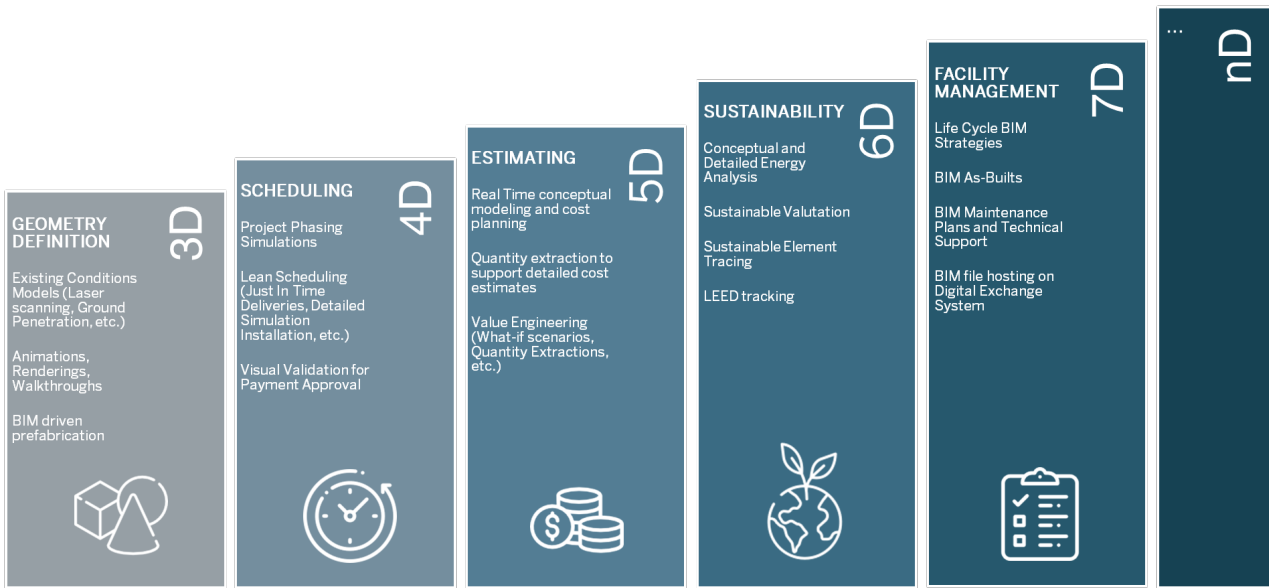 GEOMETRY
DEFINITION
3D
Existing Conditions
Models (Laser
scanning, Ground
Penetration, etc.)
Animations,
Renderings,
Walkthroughs
BIM driven
prefabrication
SCHEDULING
4D
Project Phasing
Simulations
Lean Scheduling
(Just In Time
Deliveries, Detailed
Simulation
Installation, etc.)
Visual Validation for
Payment Approval
ESTIMATING
5D
Real Time conceptual
modeling and cost
planning
Quantity extraction to
support detailed cost
estimates
Value Engineering
(What-if scenarios,
Quantity Extractions,
etc.)
$
SUSTAINABILITY
6D
Conceptual and
Detailed Energy
Analysis
Sustainable Valutation
Sustainable Element
Tracing
LEED tracking
FACILITY
MANAGEMENT
7D
Life Cycle BIM
Strategies
BIM As-Builts
BIM Maintenance
Plans and Technical
Support
BIM file hosting on
Digital Exchange
System
...
nD